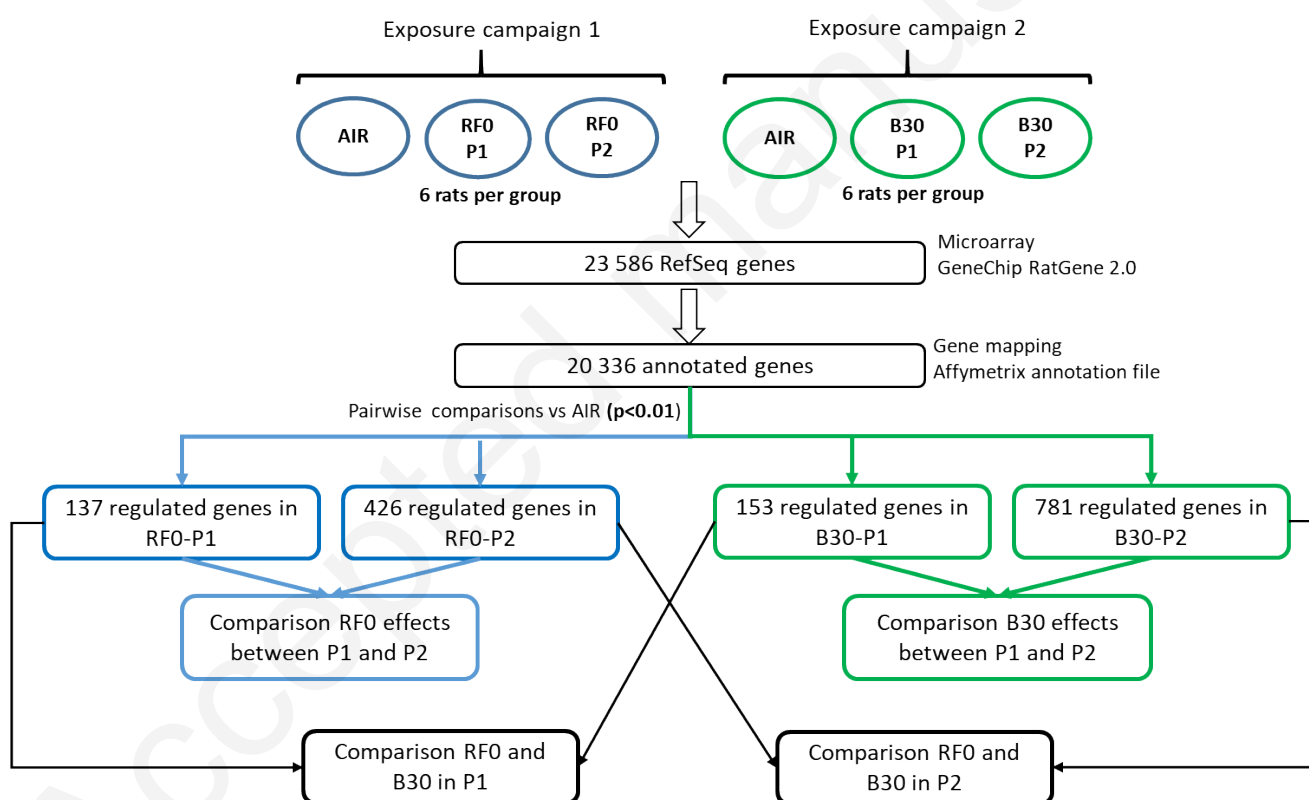 Exposure campaign 1
Exposure campaign 2
AIR
RF0
P1
RF0
P2
AIR
B30
P1
B30
P2
6 rats per group
6 rats per group
23 586 RefSeq genes
Microarray
GeneChip RatGene 2.0
20 336 annotated genes
Gene mapping
Affymetrix annotation file
Pairwise comparisons vs AIR (p<0.01)
137 regulated genes in
RF0-P1
426 regulated genes in
RF0-P2
153 regulated genes in
B30-P1
781 regulated genes in
B30-P2
Comparison RF0 effects
between P1 and P2
Comparison B30 effects
between P1 and P2
Comparison RF0 and
B30 in P1
Comparison RF0 and
B30 in P2
Accepted manus